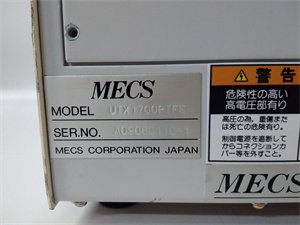 MECS
MODEL UTX1700PTFF
SER.NO.
MECS CORPORATION JAPAN
警告
危険性の高い
高電圧部有り
高圧の為、重傷または
死亡の危険有り。
制御電源を遮断して
からコネクションカ
バー等を外すこと。
MECS